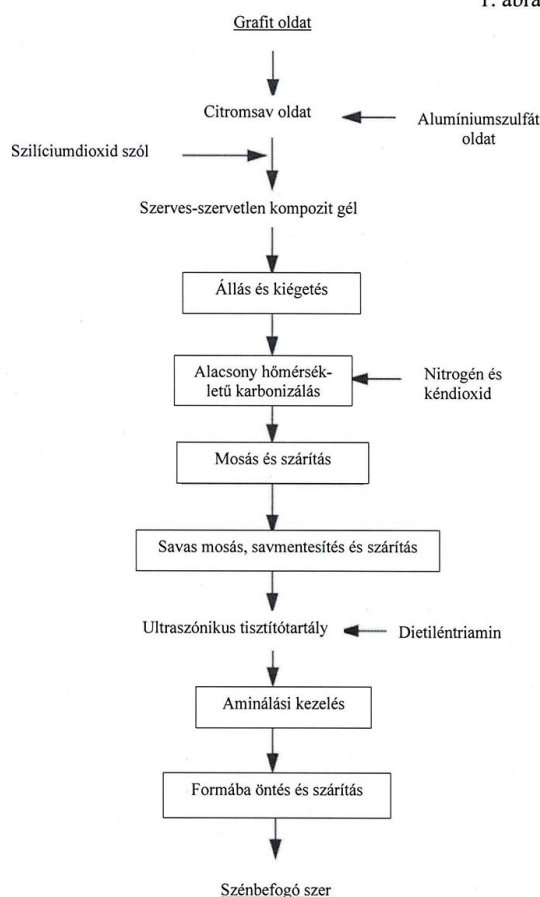 1. ábra
Grafit oldat
Citromsav oldat
Alumíniumszulfát
oldat
Szilíciumdioxid szól
Szerves-szervetlen kompozit gél
Állás és kiégetés
Alacsony hőmérsék-
letű karbonizálás
Nitrogén és
kéndioxid
Mosás és szárítás
Savas mosás, savmentesítés és szárítás
Ultraszónikus tisztítótartály
Dietiléntriamin
Aminálási kezelés
Formába öntés és szárítás
Szénbefogó szer